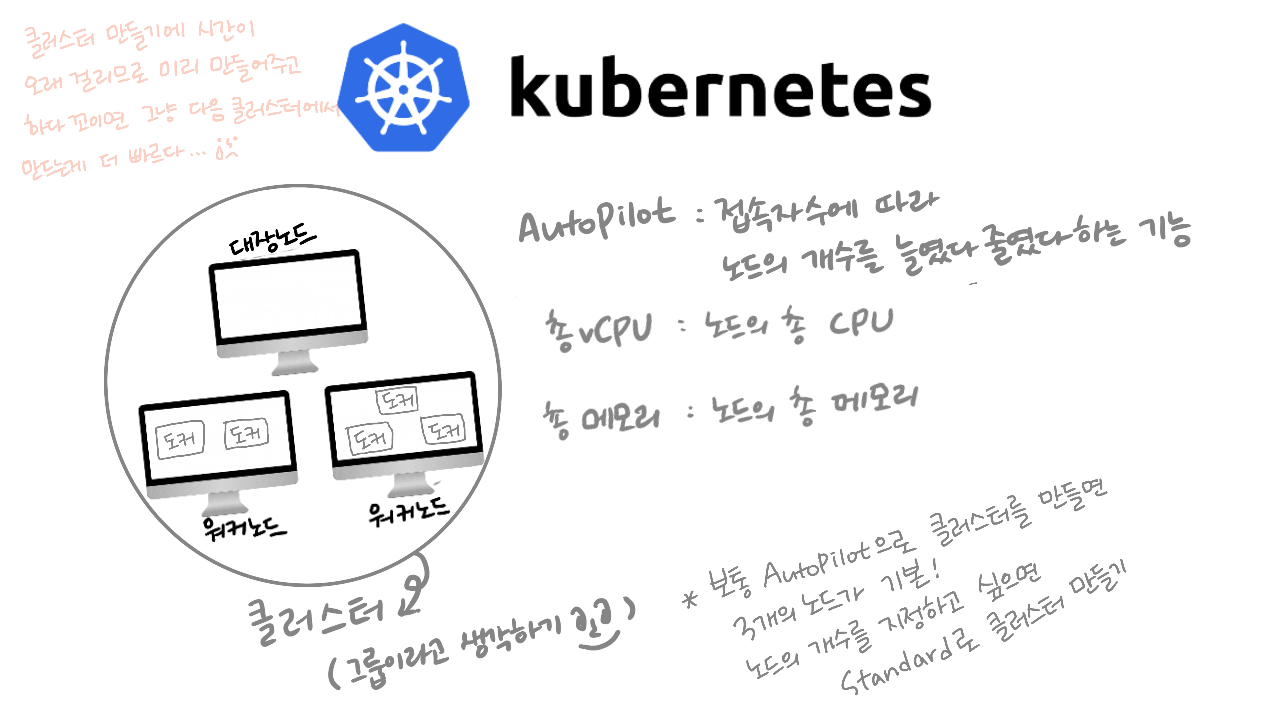 클러스터 만들기에 시간이
오래 걸리므로 미리 만들어주고
하다 꼬이면 그냥 다음 클러스터에서
만드는게 더 빠르다...
kubernetes
대장노드
도커 도커
워커노드
도커
도커 도커
워커노드
클러스터
(그룹이라고 생각하기)
AutoPilot : 접속자수에 따라
노드의 개수를 늘였다 줄였다 하는 기능
총 vCPU : 노드의 총 CPU
총 메모리 : 노드의 총 메모리
* 보통 AutoPilot으로 클러스터를 만들면
3개의 노드가 기본!
노드의 개수를 지정하고 싶으면
Standard로 클러스터 만들기